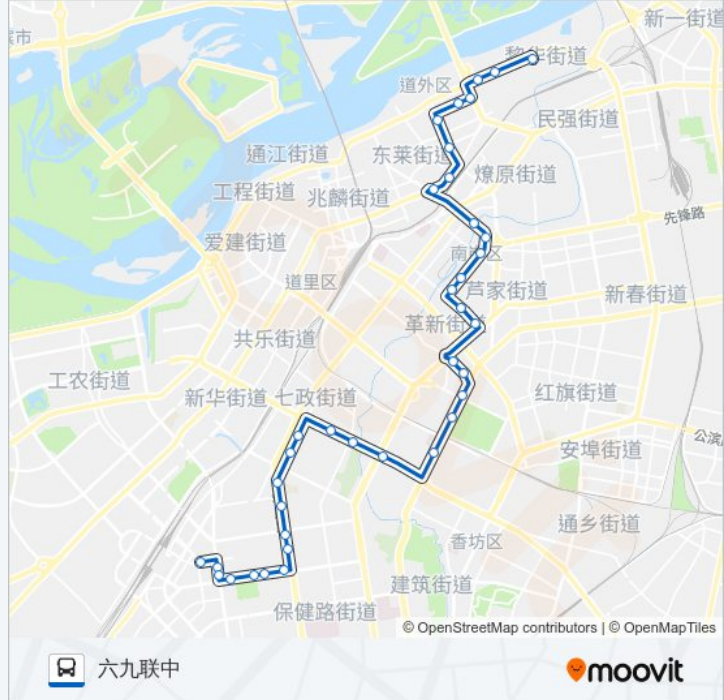 新一街道
滨市
黎华街道
道外区
民强街道
通江街道
东莱街道
燎原街道
工程街道
兆麟街道
先锋路
爱建街道
南岗区
道里区
芦家街道
新春街道
革新街道
共乐街道
工农街道
新华街道
七政街道
红旗街道
公滨
安埠街道
通乡街道
香坊区
建筑街道
保健路街道
© OpenStreetMap contributors | © OpenMapTiles
六九联中
moovit